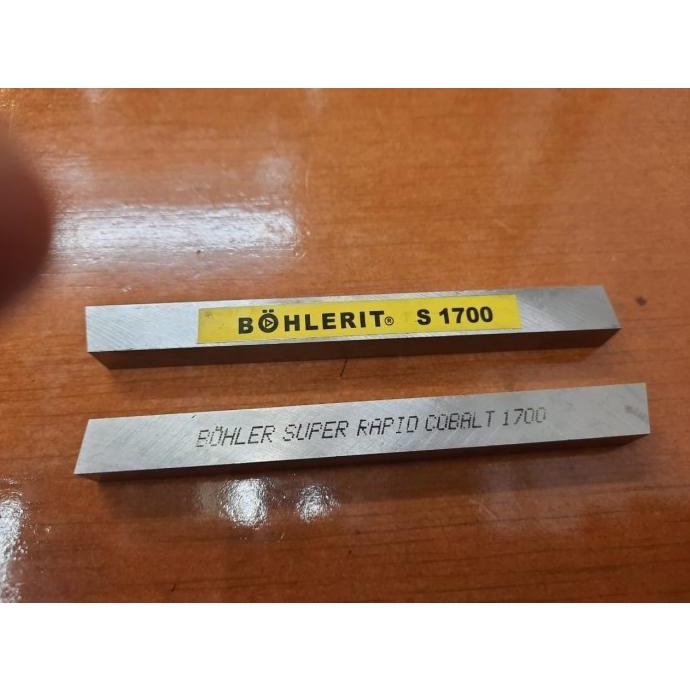 BÖHLERIT® S 1700
BÖHLER SUPER RAPID COBALT 1700